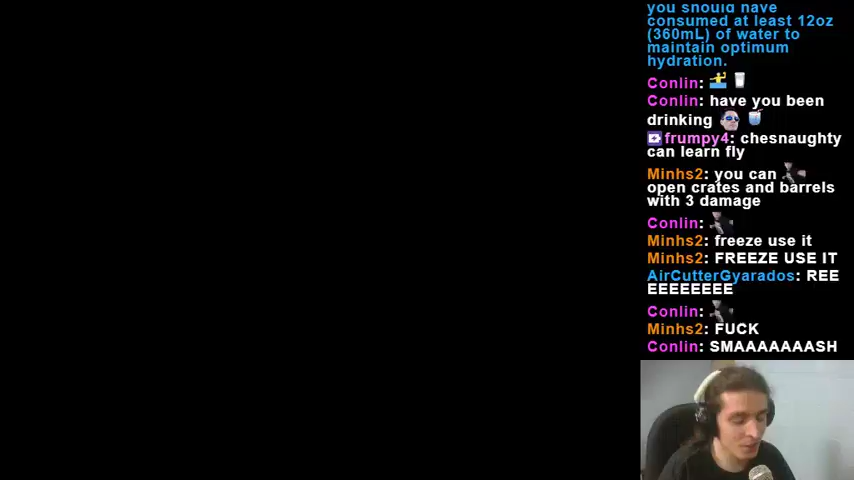 you should have
consumed at least 12oz
(360mL) of water to
maintain optimum
hydration.
Conlin:
Conlin: have you been
drinking
frumpy4: chesnaughty
can learn fly
Minhs2: you can
open crates and barrels
with 3 damage
Conlin:
Minhs2: freeze use it
Minhs2: FREEZE USE IT
AirCutterGyarados: REE
EEEEEEEE
Conlin:
Minhs2: FUCK
Conlin: SMAAAAAAASH